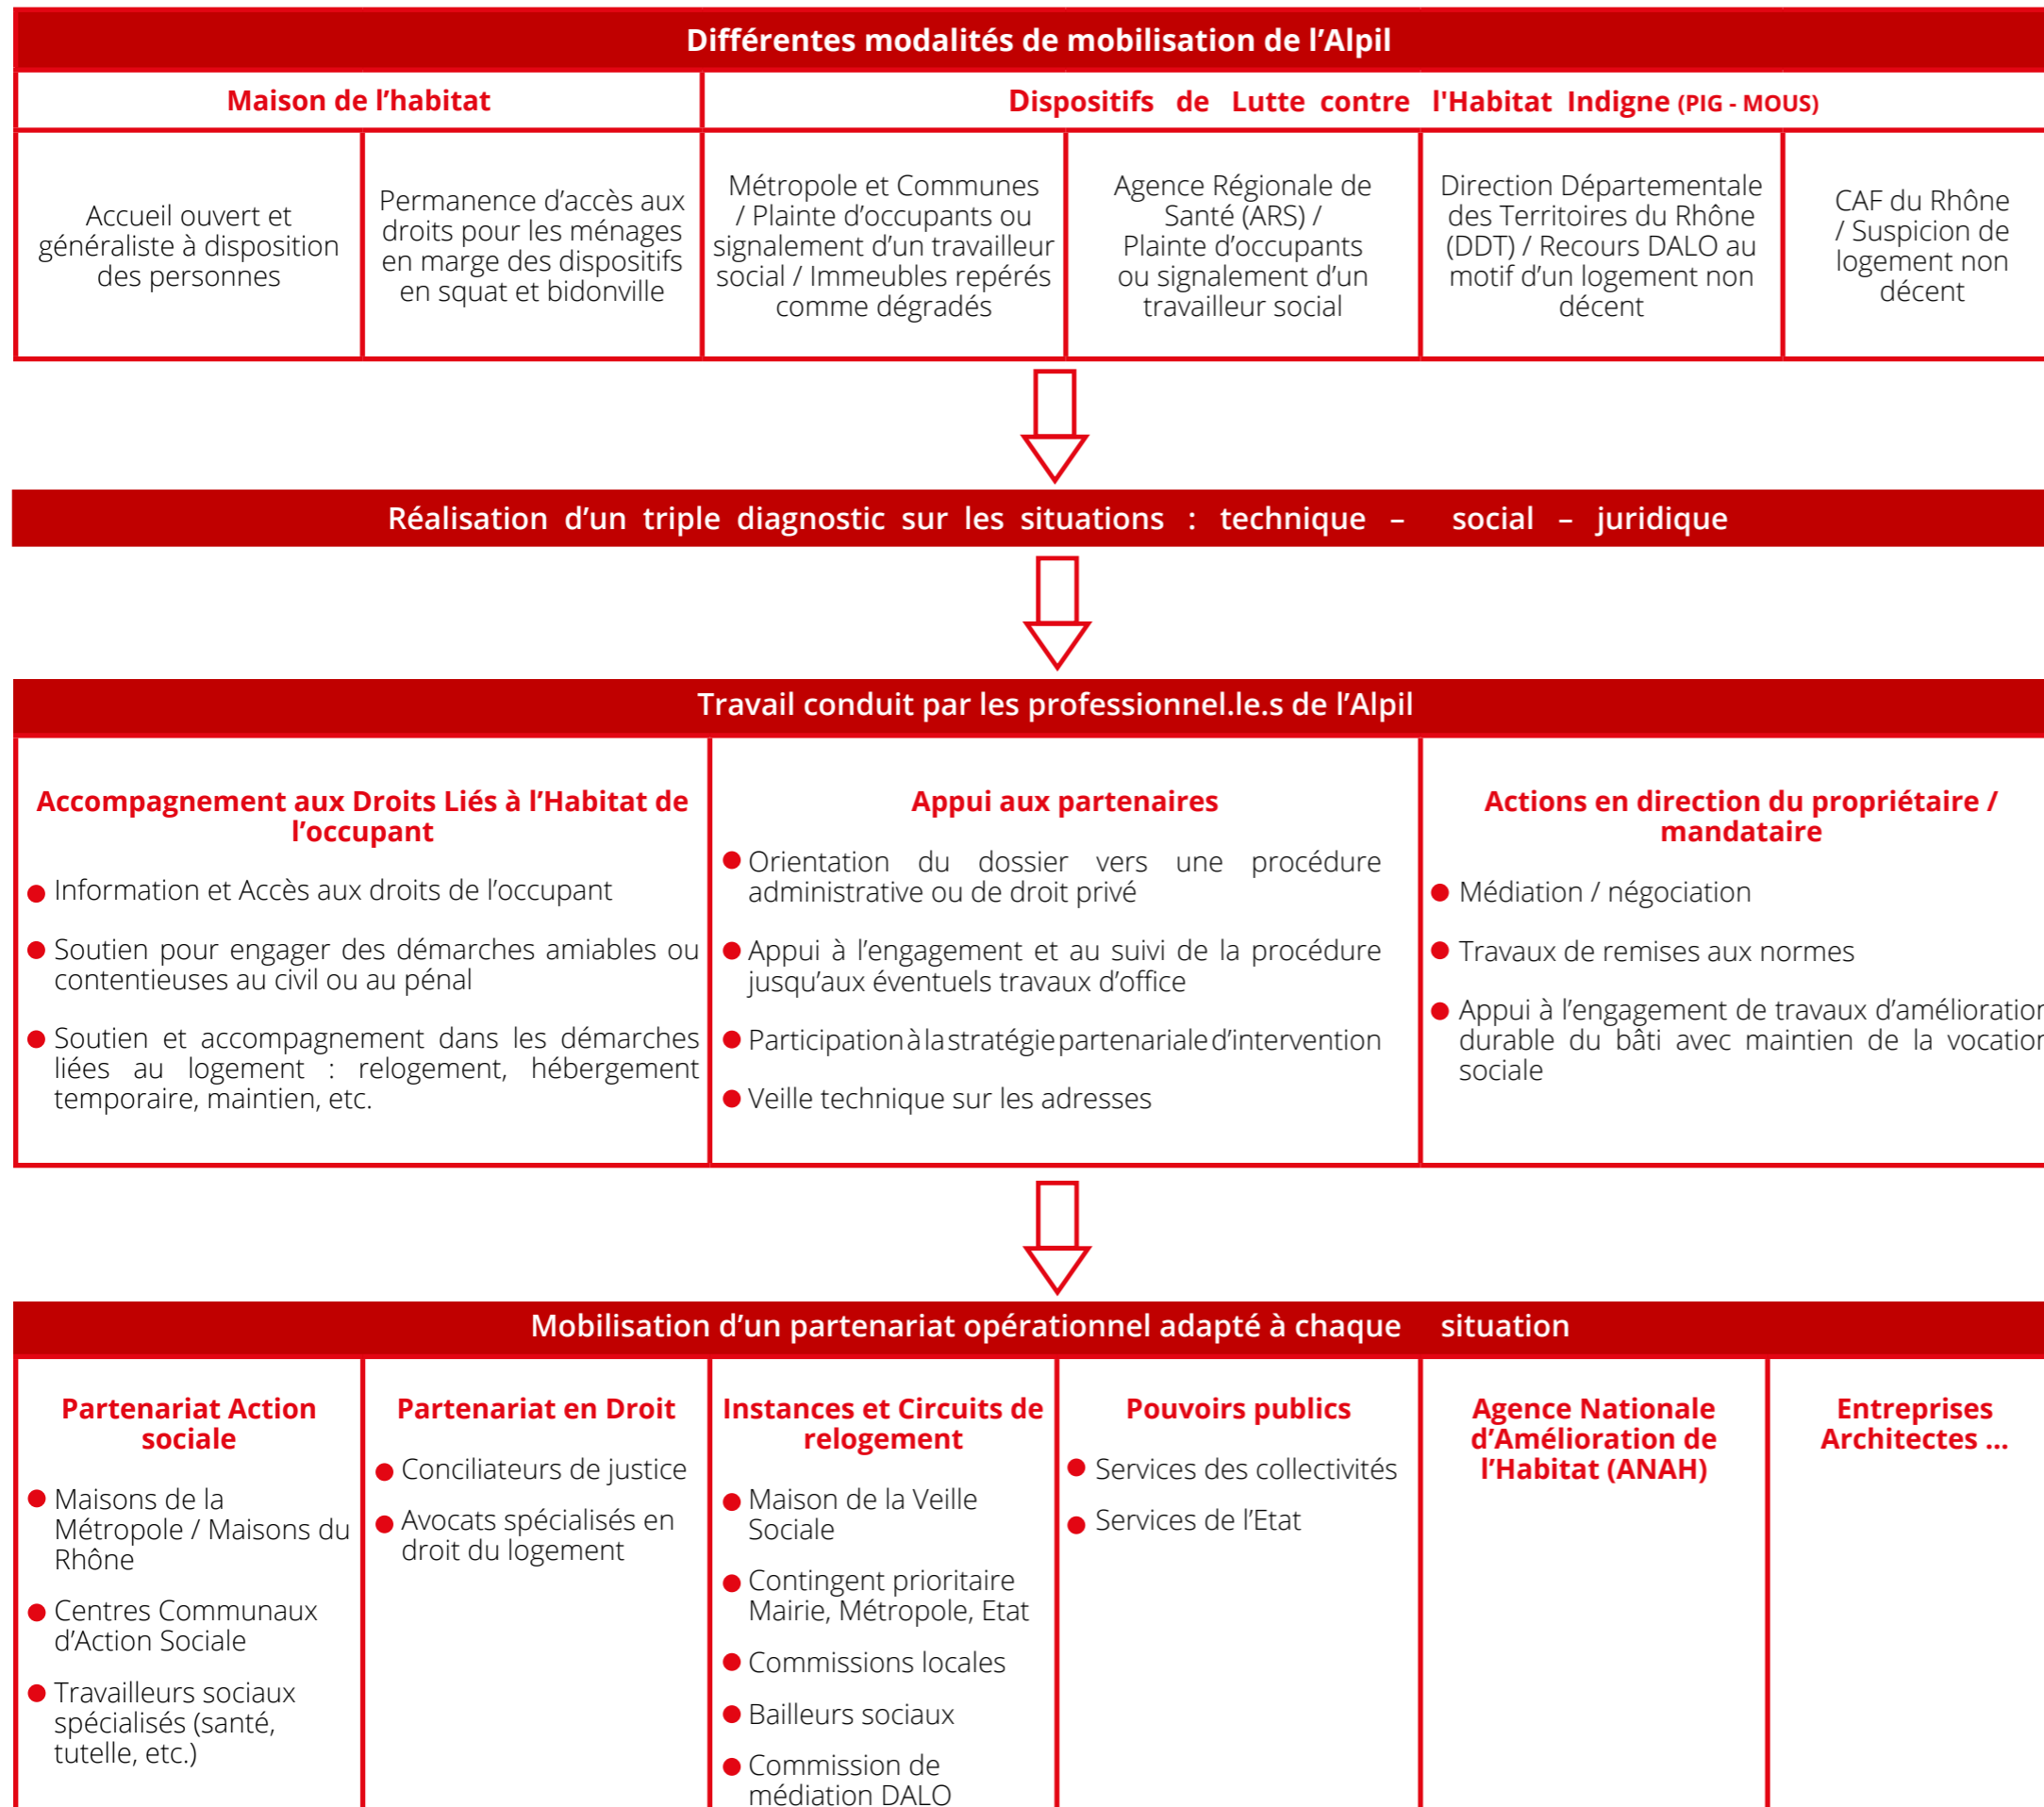 Différentes modalités de mobilisation de l’Alpil
Maison de l’habitat
Dispositifs de Lutte contre l'Habitat Indigne (PIG - MOUS)
Accueil ouvert et
généraliste à disposition
des personnes
Permanence d’accès aux
droits pour les ménages
en marge des dispositifs
en squat et bidonville
Métropole et Communes
/ Plainte d’occupants ou
signalement d’un travailleur
social / Immeubles repérés
comme dégradés
Agence Régionale de
Santé (ARS) /
Plainte d’occupants
ou signalement d’un
travailleur social
Direction Départementale
des Territoires du Rhône
(DDT) / Recours DALO au
motif d’un logement non
décent
CAF du Rhône
/ Suspicion de
logement non
décent
Réalisation d’un triple diagnostic sur les situations : technique – social – juridique
Travail conduit par les professionnel.le.s de l’Alpil
Accompagnement aux Droits Liés à l’Habitat de
l’occupant
● Information et Accès aux droits de l’occupant
● Soutien pour engager des démarches amiables ou
contentieuses au civil ou au pénal
● Soutien et accompagnement dans les démarches
liées au logement : relogement, hébergement
temporaire, maintien, etc.
Appui aux partenaires
● Orientation du dossier vers une procédure
administrative ou de droit privé
● Appui à l’engagement et au suivi de la procédure
jusqu’aux éventuels travaux d’office
● Participation à la stratégie partenariale d’intervention
● Veille technique sur les adresses
Actions en direction du propriétaire /
mandataire
● Médiation / négociation
● Travaux de remises aux normes
● Appui à l’engagement de travaux d’amélioration
durable du bâti avec maintien de la vocation
sociale
Mobilisation d’un partenariat opérationnel adapté à chaque situation
Partenariat Action
sociale
● Maisons de la
Métropole / Maisons du
Rhône
● Centres Communaux
d’Action Sociale
● Travailleurs sociaux
spécialisés (santé,
tutelle, etc.)
Partenariat en Droit
● Conciliateurs de justice
● Avocats spécialisés en
droit du logement
Instances et Circuits de
relogement
● Maison de la Veille
Sociale
● Contingent prioritaire
Mairie, Métropole, Etat
● Commissions locales
● Bailleurs sociaux
● Commission de
médiation DALO
Pouvoirs publics
● Services des collectivités
● Services de l’Etat
Agence Nationale
d’Amélioration de
l’Habitat (ANAH)
Entreprises
Architectes ...